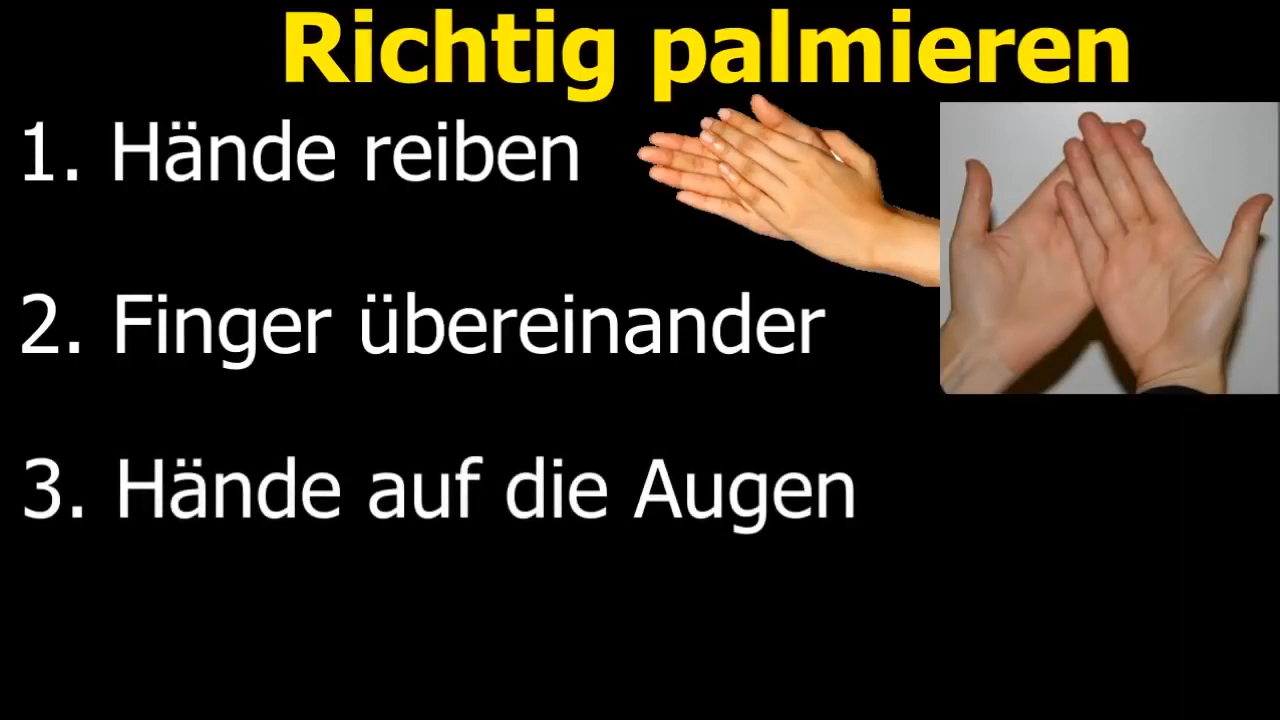 Richtig palmieren
1. Hände reiben
2. Finger übereinander
3. Hände auf die Augen